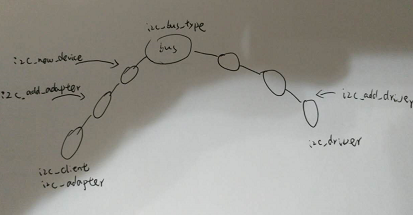 i2c_bus_type
bus
i2c_new_device
i2c_add_adapter
i2c_add_driver
i2c_driver
i2c_client
i2c_adapter